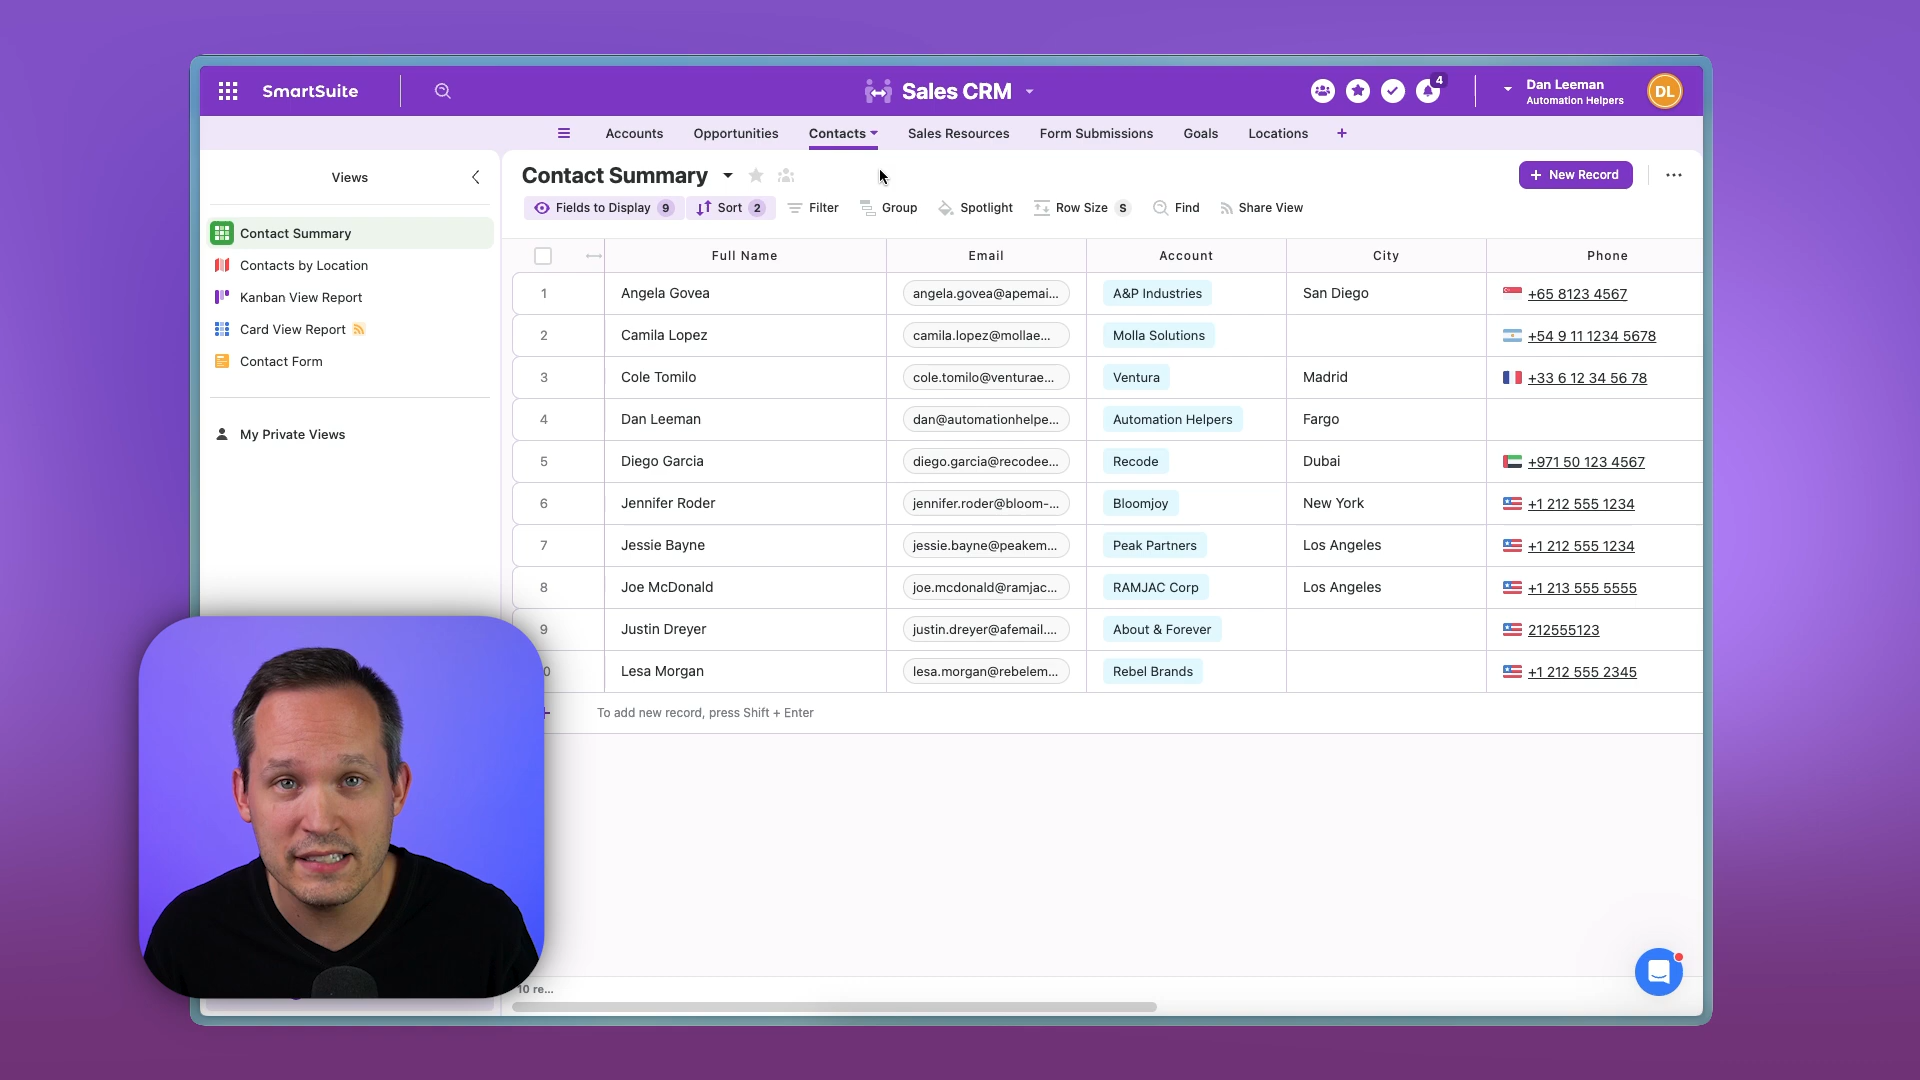 SmartSuite
Sales CRM
4
Dan Leeman
Automation Helpers
DL
Accounts Opportunities Contacts Sales Resources Form Submissions Goals Locations +
Views
Contact Summary
Contacts by Location
Kanban View Report
Card View Report
Contact Form
My Private Views
Contact Summary
+ New Record
Fields to Display 9 Sort 2 Filter Group Spotlight Row Size S Find Share View
Full Name Email Account City Phone
1 Angela Govea angela.govea@apemai... A&P Industries San Diego +65 8123 4567
2 Camila Lopez camila.lopez@mollae... Molla Solutions +54 9 11 1234 5678
3 Cole Tomilo cole.tomilo@venturae... Ventura Madrid +33 6 12 34 56 78
4 Dan Leeman dan@automationhelpe... Automation Helpers Fargo
5 Diego Garcia diego.garcia@recodee... Recode Dubai +971 50 123 4567
6 Jennifer Roder jennifer.roder@bloom-... Bloomjoy New York +1 212 555 1234
7 Jessie Bayne jessie.bayne@peakem... Peak Partners Los Angeles +1 212 555 1234
8 Joe McDonald joe.mcdonald@ramjac... RAMJAC Corp Los Angeles +1 213 555 5555
9 Justin Dreyer justin.dreyer@afemail.... About & Forever 212555123
0 Lesa Morgan lesa.morgan@rebelem... Rebel Brands +1 212 555 2345
+ To add new record, press Shift + Enter
10 re...